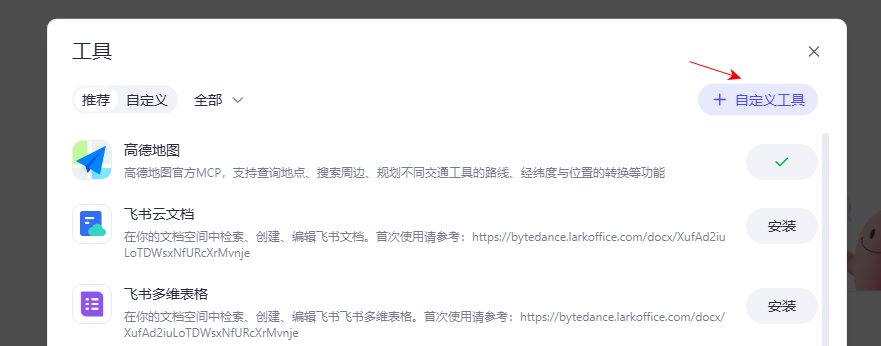 工具
推荐 自定义 全部
自定义工具
高德地图
高德地图官方MCP，支持查询地点、搜索周边、规划不同交通工具的路线、经纬度与位置的转换等功能
飞书云文档
在你的文档空间中检索、创建、编辑飞书文档。首次使用请参考：https://bytedance.larkoffice.com/docx/XufAd2iu
LoTDWsxNfURcXrMvnje
安装
飞书多维表格
在你的文档空间中检索、创建、编辑飞书飞书多维表格。首次使用请参考：https://bytedance.larkoffice.com/docx/
XufAd2iuLoTDWsxNfURcXrMvnje
安装